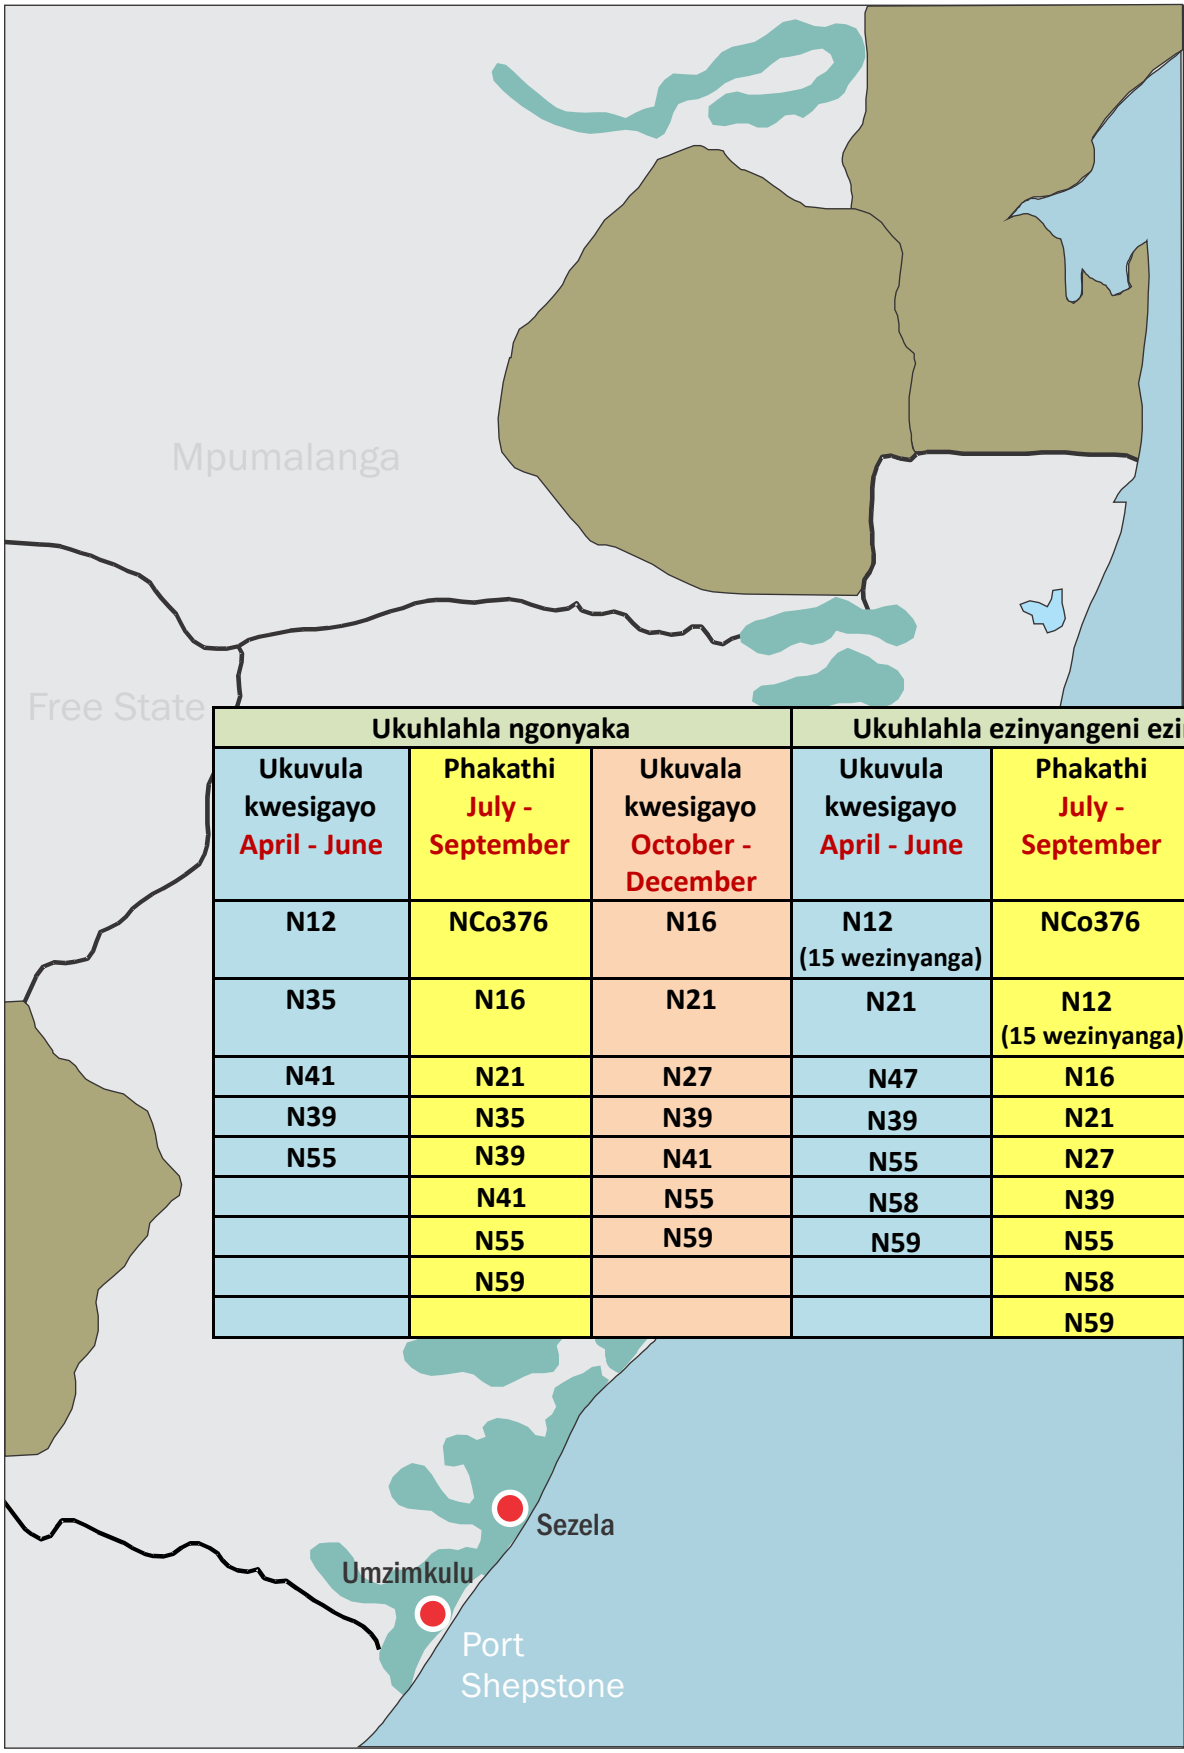 Mpumalanga
Free State
Ukuhlahla ngonyaka
Ukuhlahla ezinyangeni
Ukuvula
kwesigayo
April - June
Phakathi
July -
September
Ukuvala
kwesigayo
October -
December
Ukuvula
kwesigayo
April - June
Phakathi
July -
September
N12 NCo376 N16 N12 NCo376
(15 wezinyanga)
N35 N16 N21 N21 N12
(15 wezinyanga)
N41 N21 N27 N47 N16
N39 N35 N39 N39 N21
N55 N39 N41 N55 N27
N41 N55 N58 N39
N55 N59 N59 N55
N59 N58
N59
Sezela
Umzimkulu
Port
Shepstone